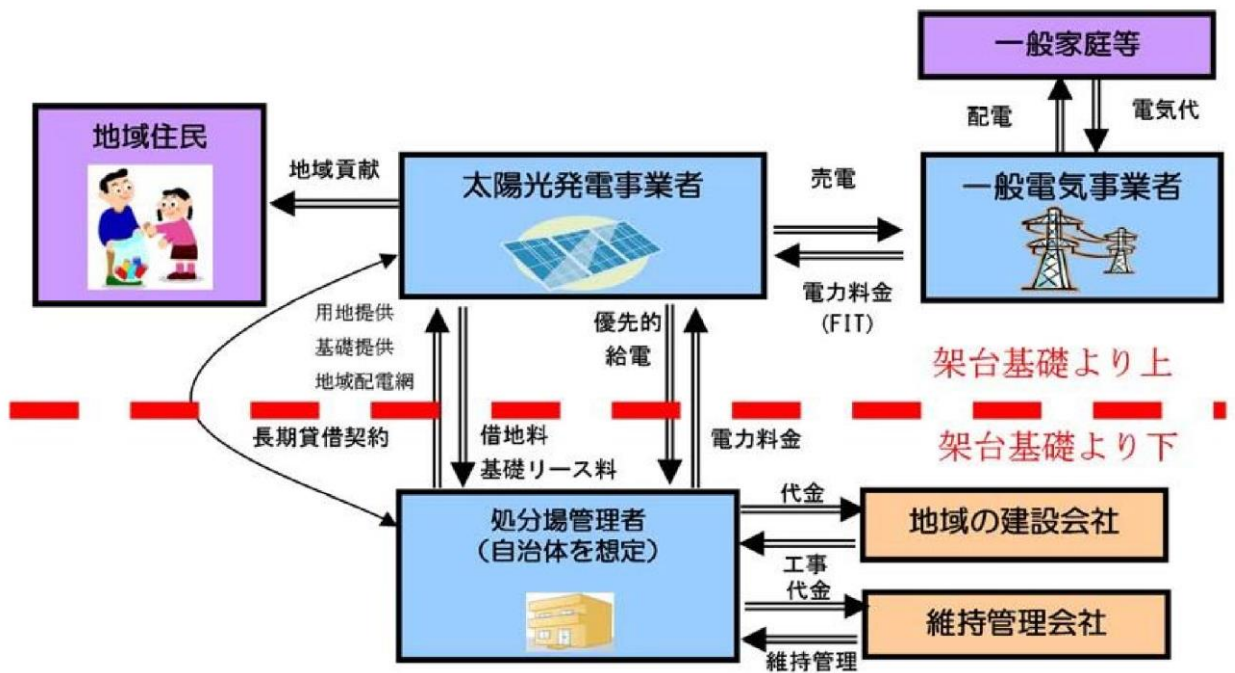 一般家庭等
配電
電気代
地域住民
地域貢献
太陽光発電事業者
売電
一般電気事業者
電力料金
(FIT)
用地提供
基礎提供
地域配電網
優先的
給電
架台基礎より上
長期貸借契約
借地料
基礎リース料
電力料金
架台基礎より下
処分場管理者
(自治体を想定)
代金
地域の建設会社
工事
代金
維持管理会社
維持管理